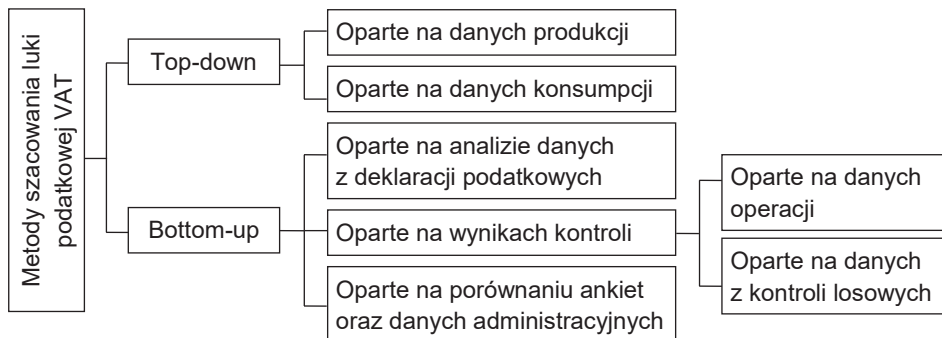 Metody szacowania luki
podatkowej VAT
Top-down
Oparte na danych produkcji
Oparte na danych konsumpcji
Bottom-up
Oparte na analizie danych
z deklaracji podatkowych
Oparte na wynikach kontroli
Oparte na danych
operacji
Oparte na danych
z kontroli losowych
Oparte na porównaniu ankiet
oraz danych administracyjnych